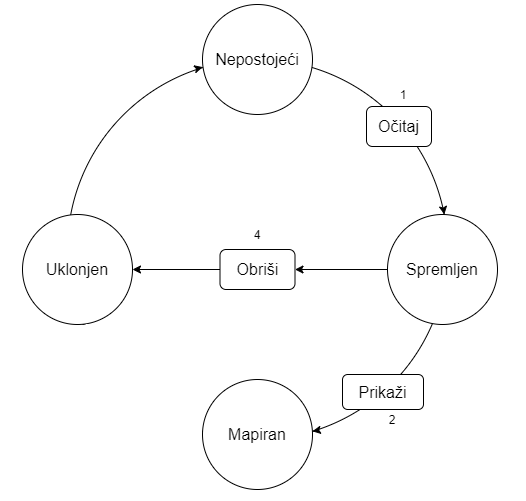 Nepostojeći
1
Očitaj
4
Uklonjen
Obriši
Spremljen
Prikaži
2
Mapiran